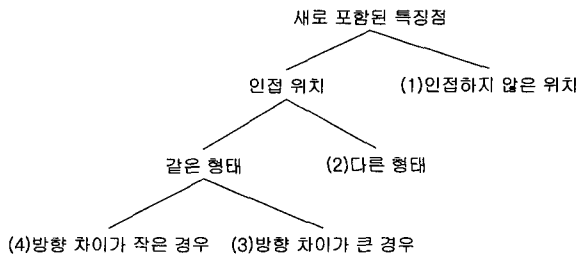 새로 포함된 특징점
인접 위치 (1)인접하지 않은 위치
같은 형태 (2)다른 형태
(4)방향 차이가 작은 경우 (3)방향 차이가 큰 경우